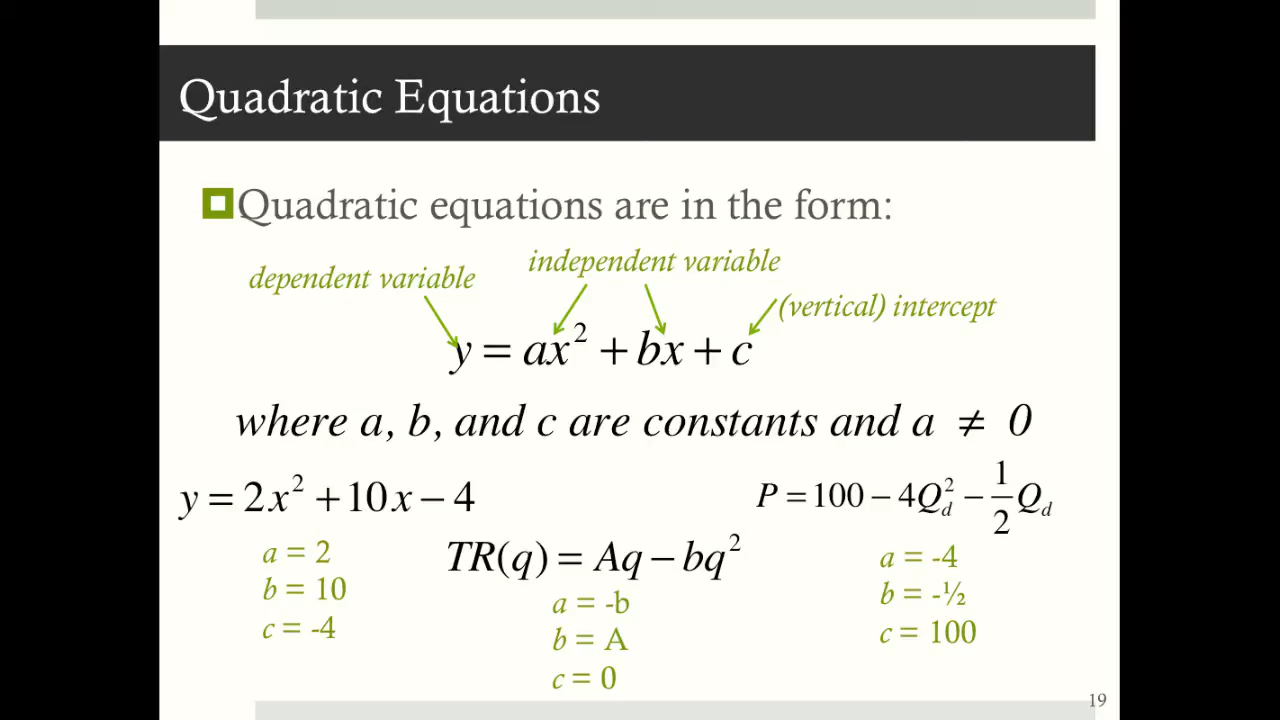 Quadratic Equations
Quadratic equations are in the form:
dependent variable
independent variable
(vertical) intercept
y = ax² + bx + c
where a, b, and c are constants and a ≠ 0
y = 2x² + 10x − 4
a = 2
b = 10
c = -4
TR(q) = Aq − bq²
a = -b
b = A
c = 0
P = 100 − 4Q_d² − 1/2 Q_d
a = -4
b = -½
c = 100
19